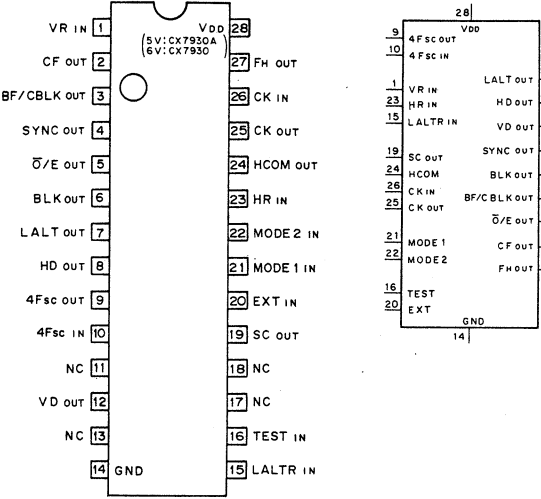 VR IN 1
28 VDD
(5V:CX7930A
6V:CX7930)
CF OUT 2
27 FH OUT
BF/CBLK OUT 3
26 CK IN
SYNC OUT 4
25 CK OUT
O̅/E OUT 5
24 HCOM OUT
BLK OUT 6
23 HR IN
LALT OUT 7
22 MODE 2 IN
HD OUT 8
21 MODE 1 IN
4FSC OUT 9
20 EXT IN
4FSC IN 10
19 SC OUT
NC 11
18 NC
VD OUT 12
17 NC
NC 13
16 TEST IN
14 GND
15 LALTR IN
28
VDD
9 4FSC OUT
10 4FSC IN
1 VR IN
23 HR IN
15 LALTR IN
19 SC OUT
24 HCOM
26 CK IN
25 CK OUT
21 MODE 1
22 MODE 2
16 TEST
20 EXT
LALT OUT
HD OUT
VD OUT
SYNC OUT
BLK OUT
BF/CBLK OUT
O̅/E OUT
CF OUT
FH OUT
GND
14